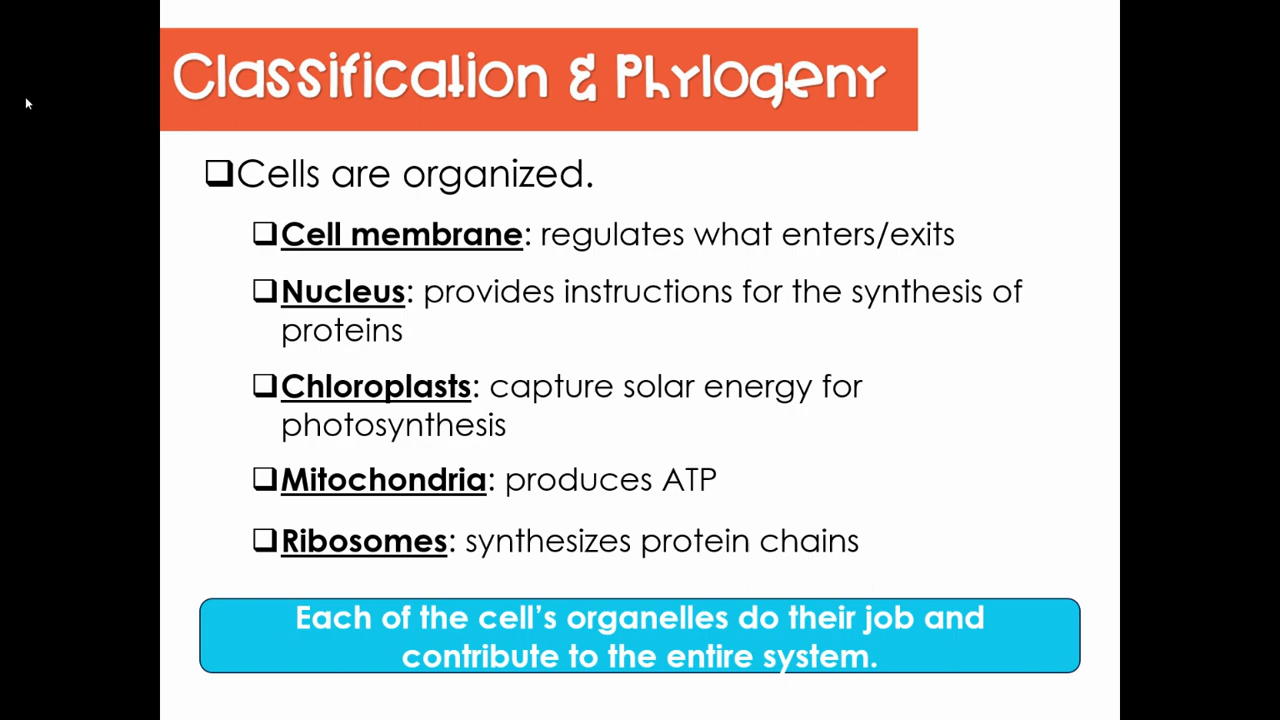 Classification & Phylogeny
Cells are organized.
Cell membrane: regulates what enters/exits
Nucleus: provides instructions for the synthesis of
proteins
Chloroplasts: capture solar energy for
photosynthesis
Mitochondria: produces ATP
Ribosomes: synthesizes protein chains
Each of the cell’s organelles do their job and
contribute to the entire system.